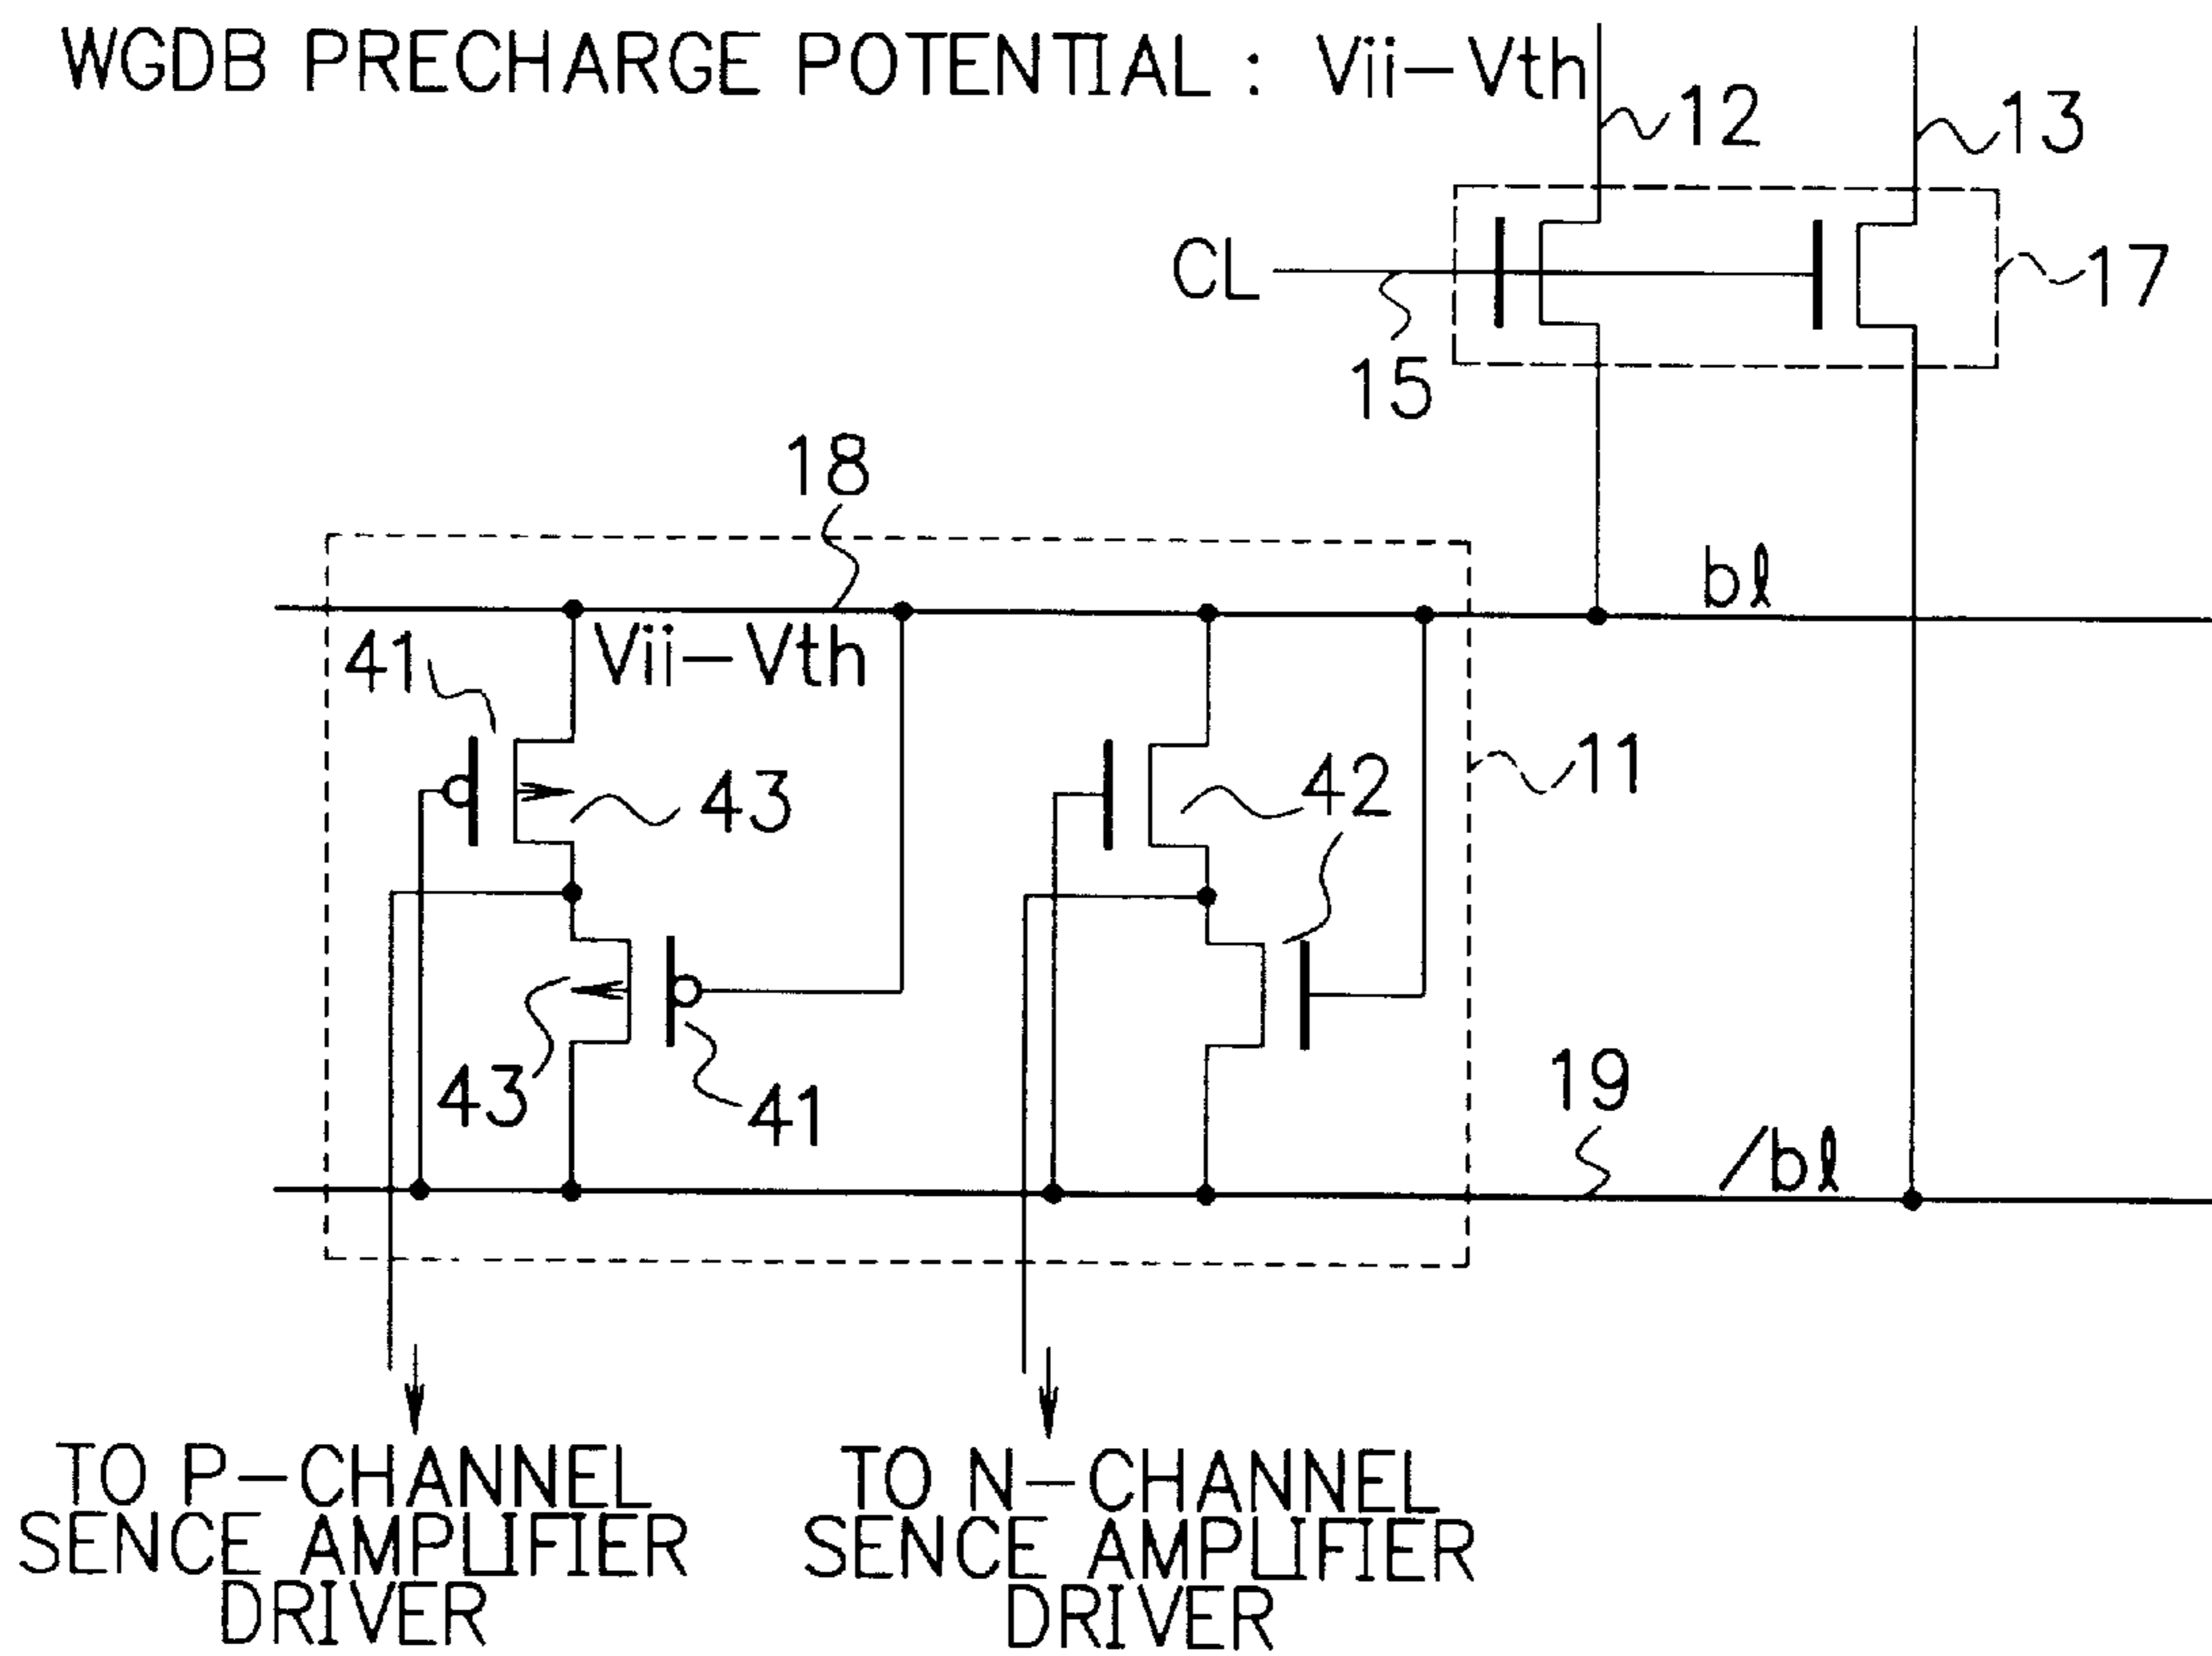 WGDB PRECHARGE POTENTIAL : Vii-Vth
12
13
CL
17
15
18
bl
41
Vii-Vth
43
42
11
43
41
19
/bl
TO P-CHANNEL
SENCE AMPLIFIER
DRIVER
TO N-CHANNEL
SENCE AMPLIFIER
DRIVER